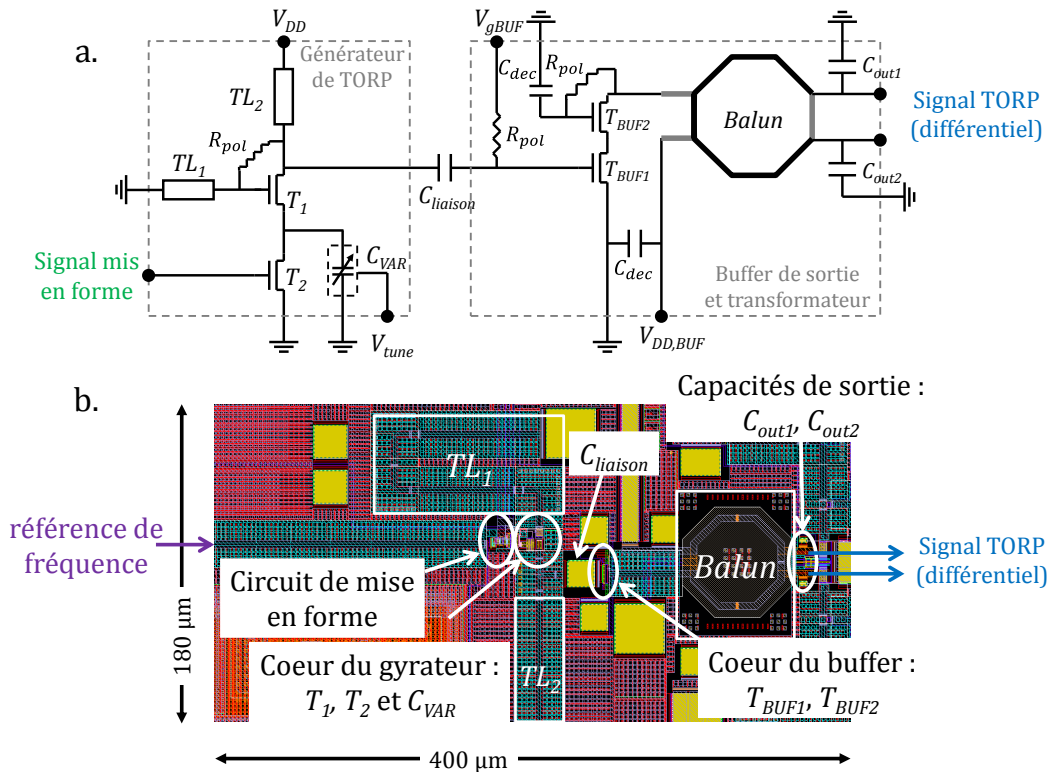 a.
V_DD
Générateur
de TORP
TL_2
R_pol
TL_1
T_1
Signal mis
en forme
T_2
C_VAR
V_tune
C_liaison
V_gBUF
C_dec
R_pol
R_pol
T_BUF2
T_BUF1
C_dec
V_DD,BUF
Balun
C_out1
Signal TORP
(différentiel)
C_out2
Buffer de sortie
et transformateur
b.
Capacités de sortie :
C_out1, C_out2
TL_1
C_liaison
référence de
fréquence
Circuit de mise
en forme
Balun
Signal TORP
(différentiel)
180 µm
Coeur du gyrateur :
T_1, T_2 et C_VAR
TL_2
Coeur du buffer :
T_BUF1, T_BUF2
400 µm